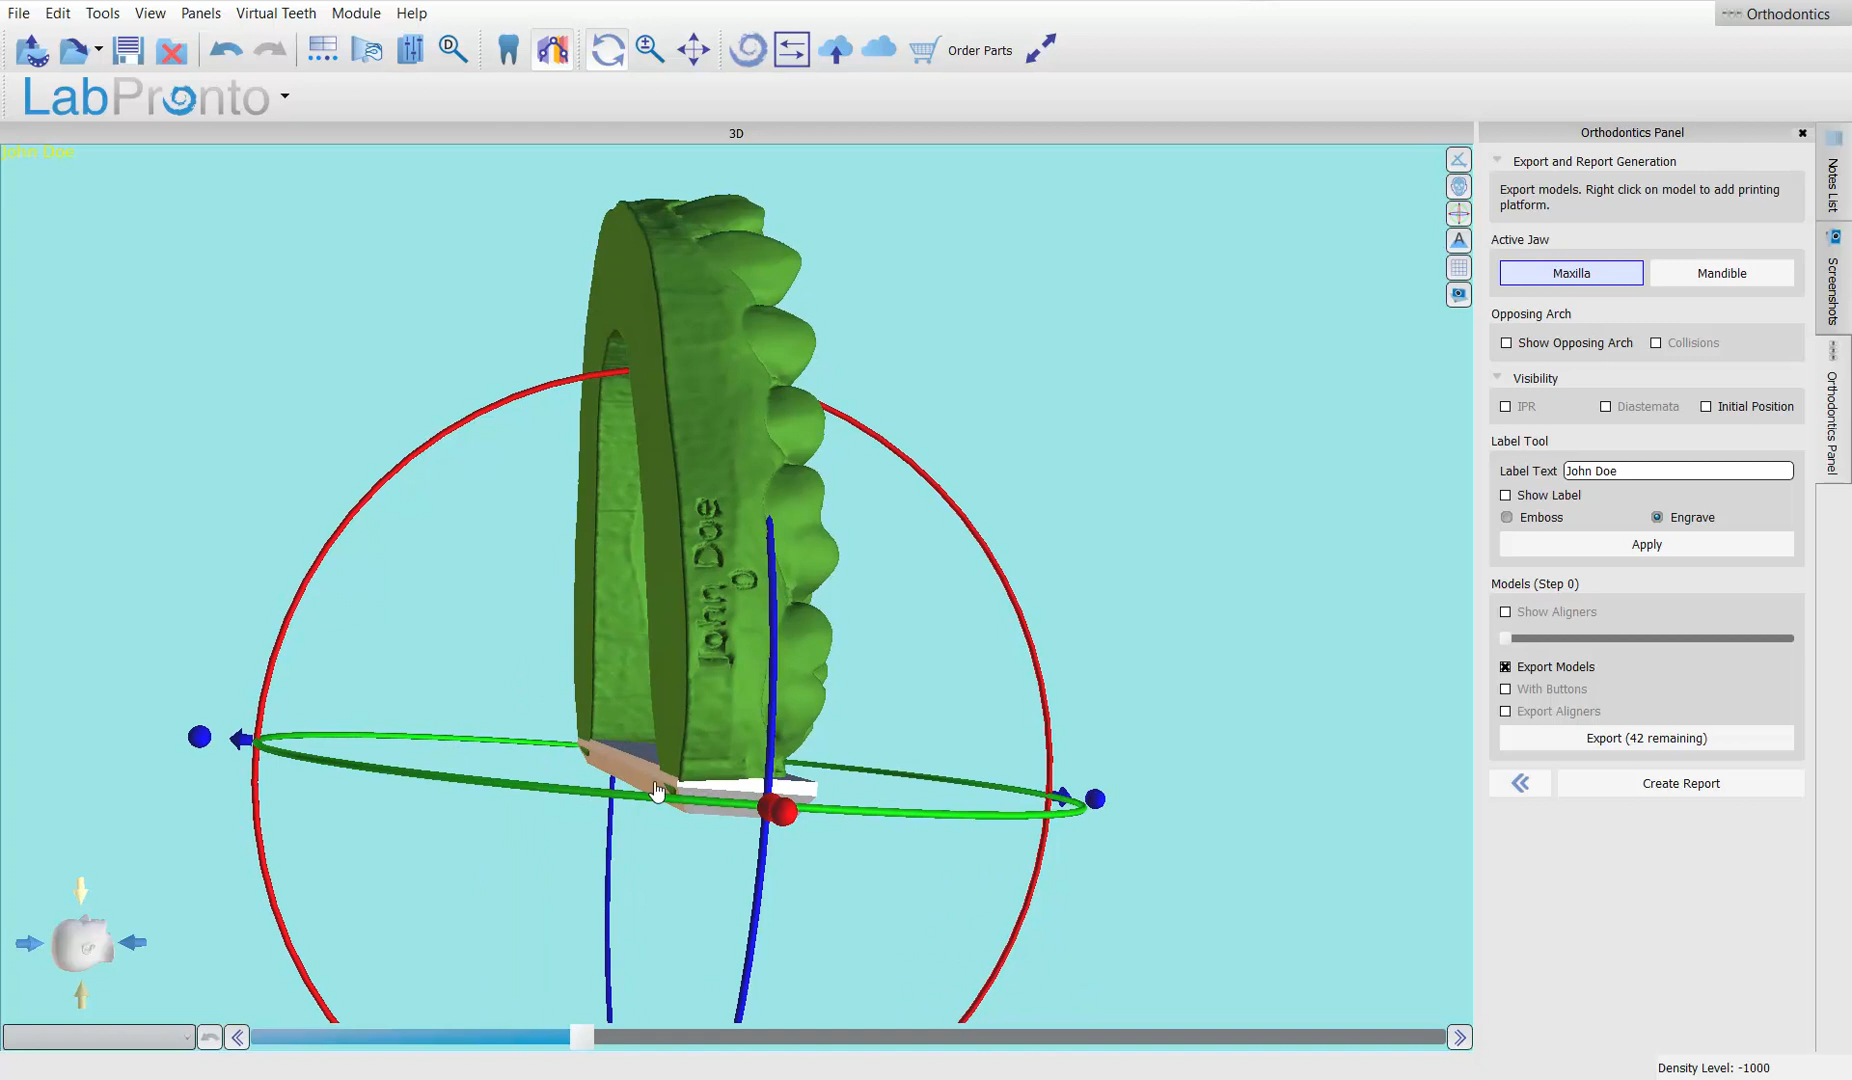 File Edit Tools View Panels Virtual Teeth Module Help
Orthodontics
D
Order Parts
LabPronto
3D
John Doe
A
John Doe
0
Orthodontics Panel
Export and Report Generation
Export models. Right click on model to add printing
platform.
Active Jaw
Maxilla Mandible
Opposing Arch
Show Opposing Arch Collisions
Visibility
IPR Diastemata Initial Position
Label Tool
Label Text John Doe
Show Label
Emboss Engrave
Apply
Models (Step 0)
Show Aligners
Export Models
With Buttons
Export Aligners
Export (42 remaining)
Create Report
Notes List
Screenshots
Orthodontics Panel
Density Level: -1000